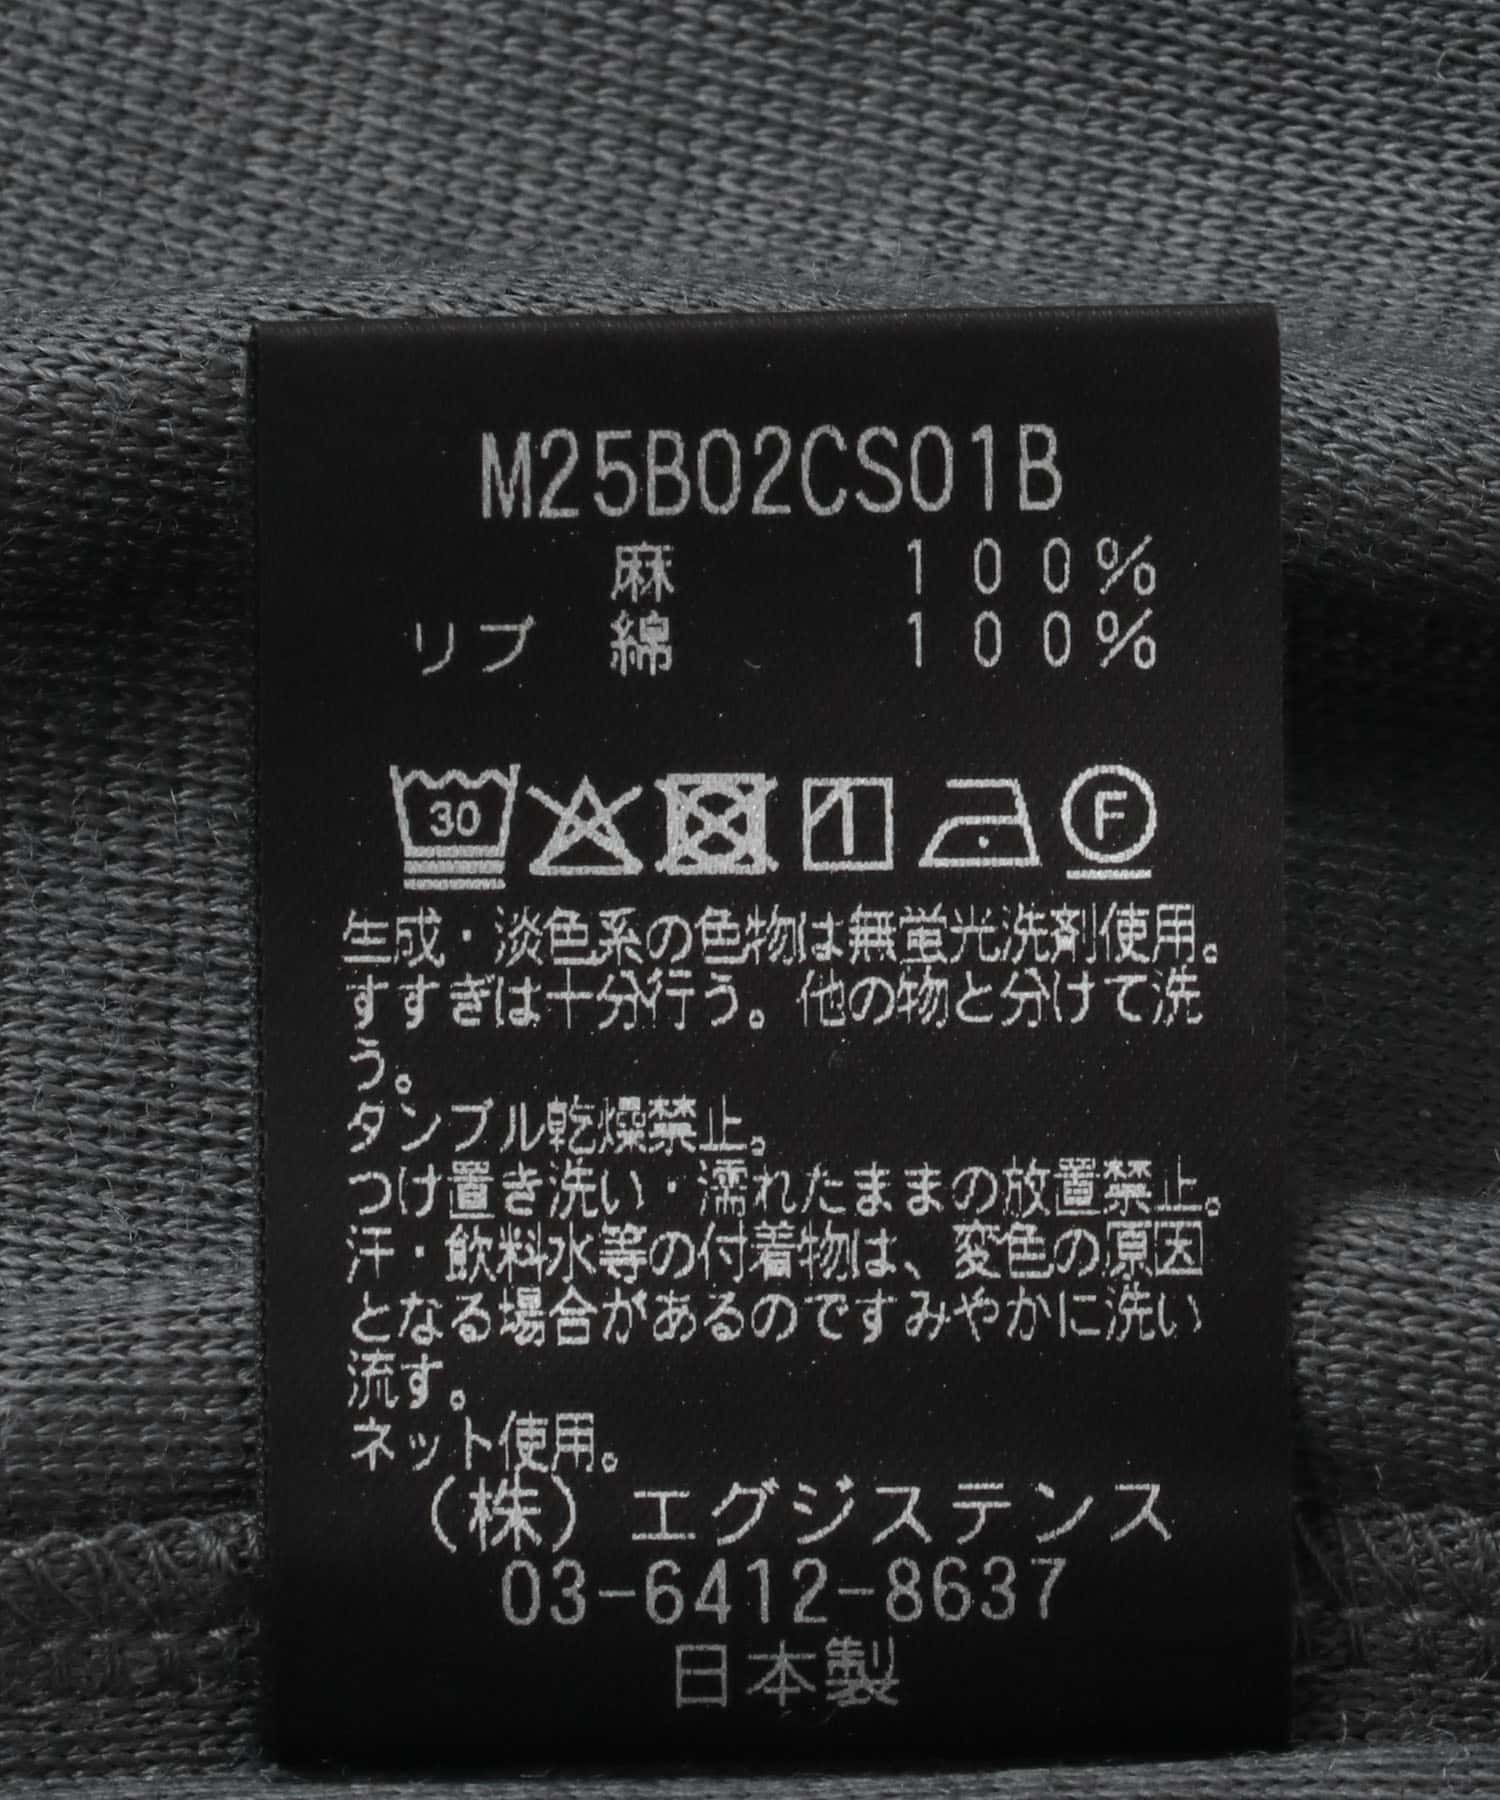 M25B02CS01B
麻 100%
リブ 綿 100%
30 F
生成・淡色系の色物は無蛍光洗剤使用。
すすぎは十分行う。他の物と分けて洗
う。
タンブル乾燥禁止。
つけ置き洗い・濡れたままの放置禁止。
汗・飲料水等の付着物は、変色の原因
となる場合があるのですみやかに洗い
流す。
ネット使用。
(株)エグジステンス
03-6412-8637
日本製